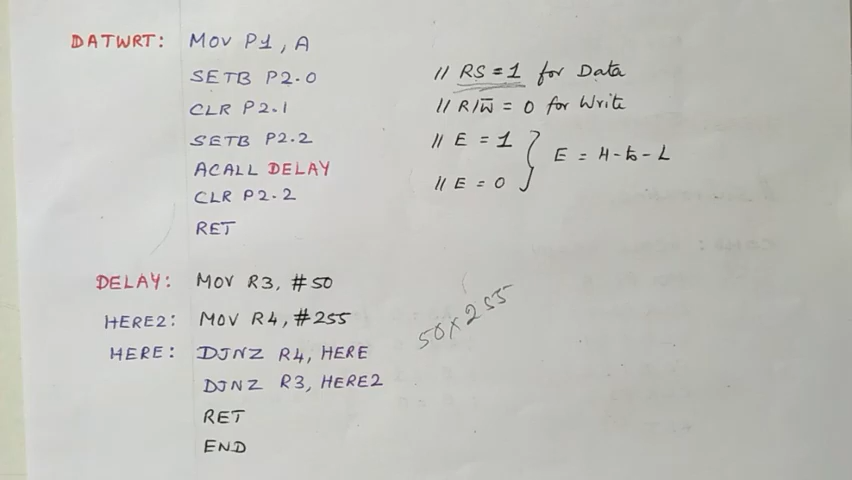 DATWRT: MOV P1, A
SETB P2.0 // RS = 1 for Data
CLR P2.1 // R/W̅ = 0 for Write
SETB P2.2 // E = 1
ACALL DELAY E = H-to-L
CLR P2.2 // E = 0
RET
DELAY: MOV R3, #50
HERE2: MOV R4, #255
50x255
HERE: DJNZ R4, HERE
DJNZ R3, HERE2
RET
END